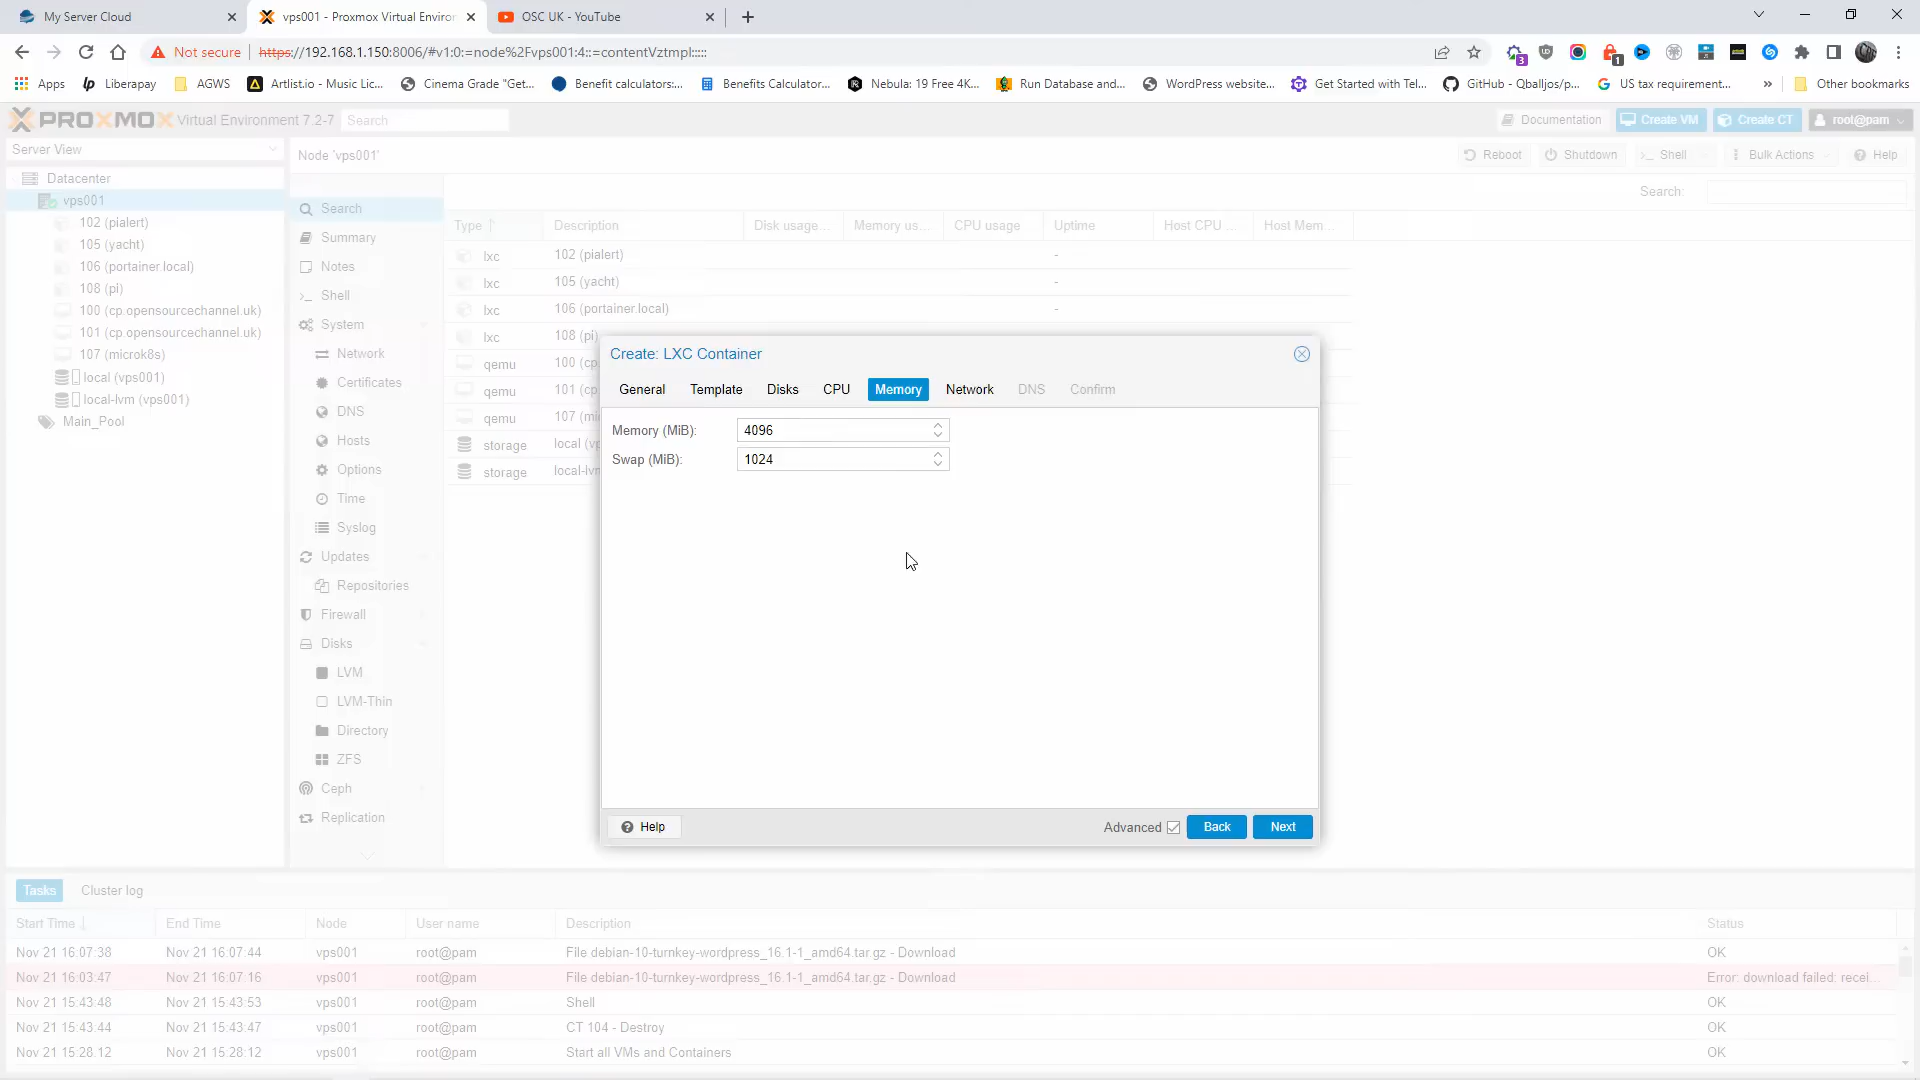 My Server Cloud
vps001 - Proxmox Virtual Enviror
OSC UK - YouTube
Not secure
https://192.168.1.150:8006/#v1:0:=node%2Fvps001:4::=contentVztmpl:::::
3
1
Apps
Liberapay
AGWS
Artlist.io - Music Lic...
Cinema Grade "Get...
Benefit calculators:...
Benefits Calculator...
Nebula: 19 Free 4K...
Run Database and...
WordPress website...
Get Started with Tel...
GitHub - Qballjos/p...
US tax requirement...
»
Other bookmarks
PROXMOX Virtual Environment 7.2-7
Search
Documentation
Create VM
Create CT
root@pam
Server View
Node 'vps001'
Reboot
Shutdown
Shell
Bulk Actions
Help
Datacenter
vps001
102 (pialert)
105 (yacht)
106 (portainer.local)
108 (pi)
100 (cp.opensourcechannel.uk)
101 (cp.opensourcechannel.uk)
107 (microk8s)
local (vps001)
local-lvm (vps001)
Main_Pool
Search
Summary
Notes
Shell
System
Network
Certificates
DNS
Hosts
Options
Time
Syslog
Updates
Repositories
Firewall
Disks
LVM
LVM-Thin
Directory
ZFS
Ceph
Replication
Search:
Type
Description
Disk usage...
Memory us...
CPU usage
Uptime
Host CPU ...
Host Mem...
lxc
102 (pialert)
-
lxc
105 (yacht)
-
lxc
106 (portainer.local)
-
lxc
108 (pi)
qemu
100 (cp
qemu
101 (cp
qemu
107 (mi
storage
local (vp
storage
local-lvm
Create: LXC Container
General
Template
Disks
CPU
Memory
Network
DNS
Confirm
Memory (MiB):
4096
Swap (MiB):
1024
Help
Advanced
Back
Next
Tasks
Cluster log
Start Time
End Time
Node
User name
Description
Status
Nov 21 16:07:38
Nov 21 16:07:44
vps001
root@pam
File debian-10-turnkey-wordpress_16.1-1_amd64.tar.gz - Download
OK
Nov 21 16:03:47
Nov 21 16:07:16
vps001
root@pam
File debian-10-turnkey-wordpress_16.1-1_amd64.tar.gz - Download
Error: download failed: recei...
Nov 21 15:43:48
Nov 21 15:43:53
vps001
root@pam
Shell
OK
Nov 21 15:43:44
Nov 21 15:43:47
vps001
root@pam
CT 104 - Destroy
OK
Nov 21 15:28:12
Nov 21 15:28:12
vps001
root@pam
Start all VMs and Containers
OK